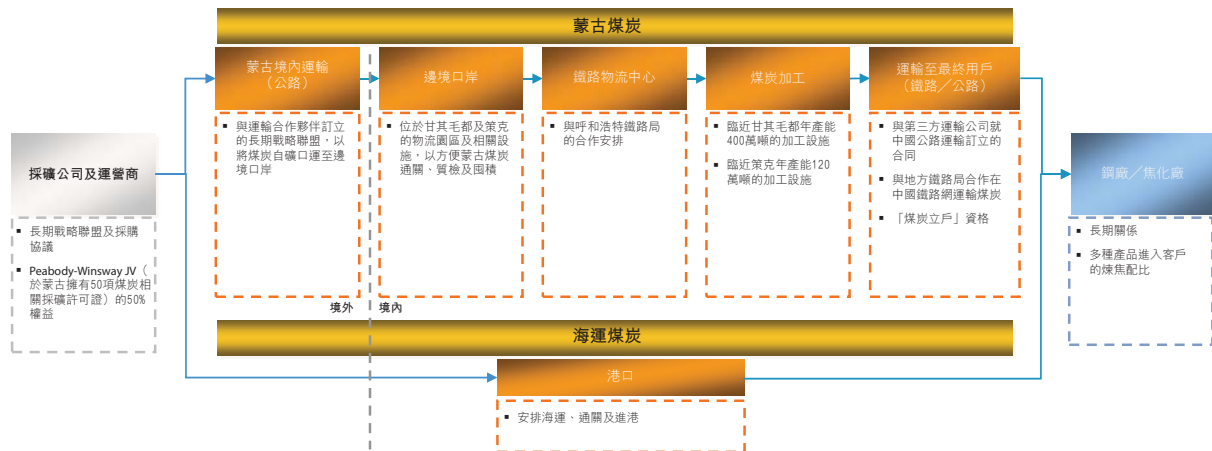 蒙古煤炭
採礦公司及運營商
▪ 長期戰略聯盟及採購
協議
▪ Peabody-Winsway JV（
於蒙古擁有50項煤炭相
關採礦許可證）的50%
權益
蒙古境內運輸
（公路）
▪ 與運輸合作夥伴訂立
的長期戰略聯盟，以
將煤炭自礦口運至邊
境口岸
邊境口岸
▪ 位於甘其毛都及策克
的物流園區及相關設
施，以方便蒙古煤炭
通關、質檢及囤積
鐵路物流中心
▪ 與呼和浩特鐵路局
的合作安排
煤炭加工
▪ 臨近甘其毛都年產能
400萬噸的加工設施
▪ 臨近策克年產能120
萬噸的加工設施
運輸至最終用戶
（鐵路／公路）
▪ 與第三方運輸公司就
中國公路運輸訂立的
合同
▪ 與地方鐵路局合作在
中國鐵路網運輸煤炭
▪ 「煤炭立戶」資格
鋼廠／焦化廠
▪ 長期關係
▪ 多種產品進入客戶
的煉焦配比
境外
境內
海運煤炭
港口
▪ 安排海運、通關及進港